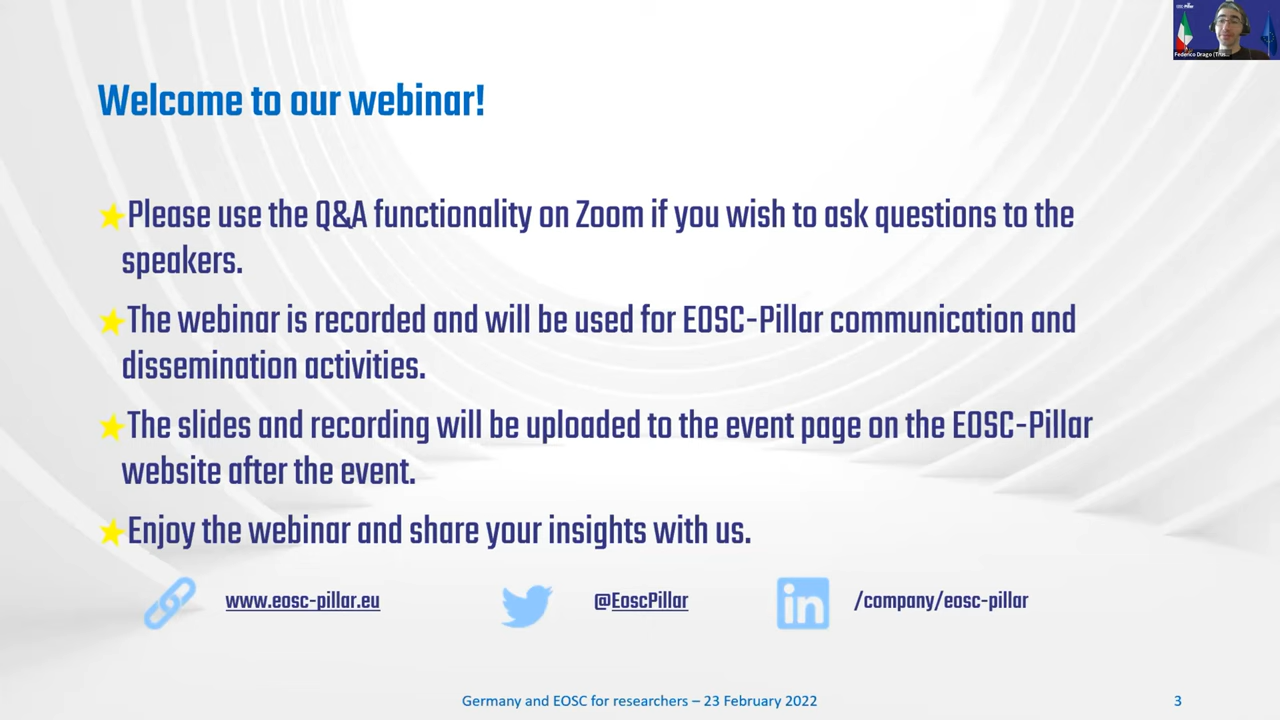 Federico Drago (Trus...
Welcome to our webinar!
Please use the Q&A functionality on Zoom if you wish to ask questions to the
speakers.
The webinar is recorded and will be used for EOSC-Pillar communication and
dissemination activities.
The slides and recording will be uploaded to the event page on the EOSC-Pillar
website after the event.
Enjoy the webinar and share your insights with us.
www.eosc-pillar.eu
@EoscPillar
in
/company/eosc-pillar
Germany and EOSC for researchers – 23 February 2022
3